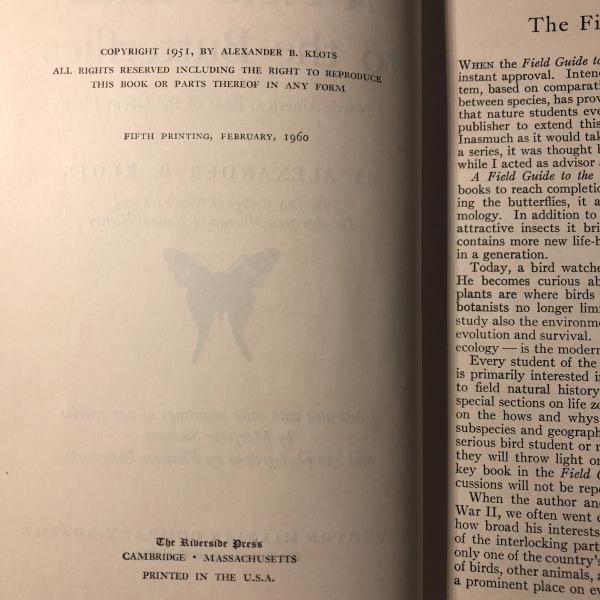 COPYRIGHT 1951, BY ALEXANDER B. KLOTS
ALL RIGHTS RESERVED INCLUDING THE RIGHT TO REPRODUCE
THIS BOOK OR PARTS THEREOF IN ANY FORM
FIFTH PRINTING, FEBRUARY, 1960
The Riverside Press
CAMBRIDGE · MASSACHUSETTS
PRINTED IN THE U.S.A.
The Fi
WHEN the Field Guide to
instant approval. Inten
tem, based on comparati
between species, has prov
that nature students eve
publisher to extend this
Inasmuch as it would tak
a series, it was thought b
while I acted as advisor a
A Field Guide to the
books to reach completio
ing the butterflies, it a
mology. In addition to
attractive insects it bri
contains more new life-h
in a generation.
Today, a bird watche
He becomes curious ab
plants are where birds
botanists no longer limi
study also the environme
evolution and survival.
ecology — is the modern
Every student of the
is primarily interested i
to field natural history
special sections on life zo
on the hows and whys
subspecies and geograph
serious bird student or n
they will throw light on
key book in the Field G
cussions will not be repe
When the author and
War II, we often went o
how broad his interests
of the interlocking part
only one of the country's
of birds, other animals, a
a prominent place on ev